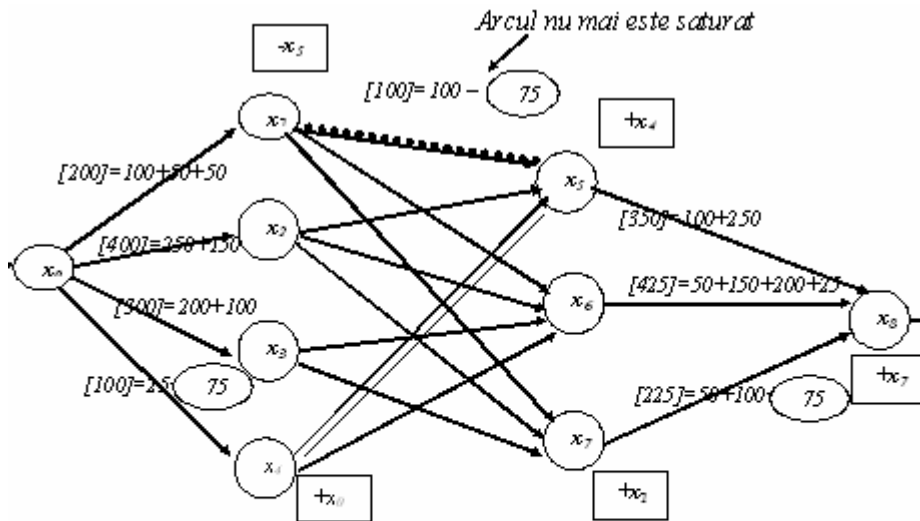 Arcul nu mai este saturat
-x₅
[100]=100 − 75
+x₄
[200]=100+50+50
x₅
x₂
[350]=100+250
[400]=250+150
x₀
[425]=50+150+200+25
[300]=200+100
x₆
x₈
x₃
[100]=25 75
[225]=50+100+ 75
+x₇
x₄
x₇
+x₀
+x₂